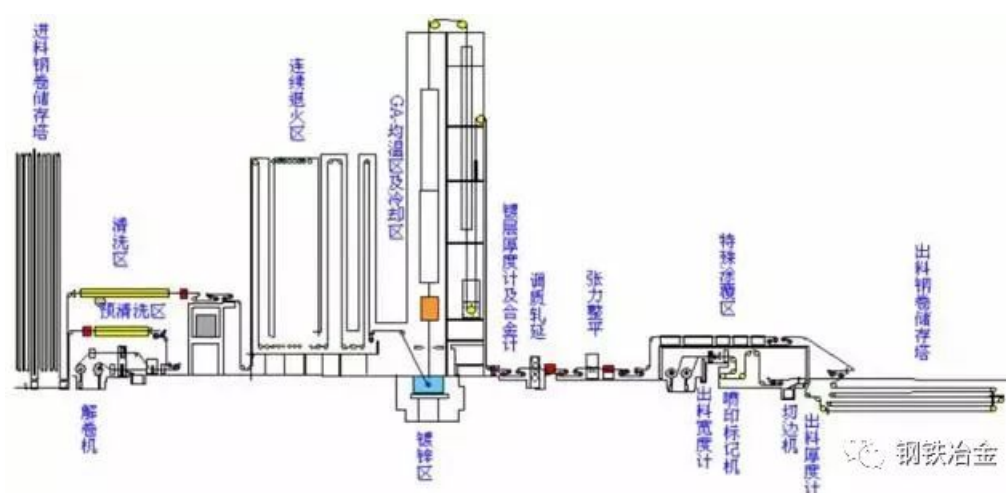 进料钢卷储存塔
清洗区
预清洗区
解卷机
连续退火区
GA-均温区及冷却区
镀锌区
镀层厚度计及合金计
调质轧延
张力整平
特殊涂覆区
出料宽度计
喷印标记机
切边机
出料厚度计
出料钢卷储存塔
钢铁冶金